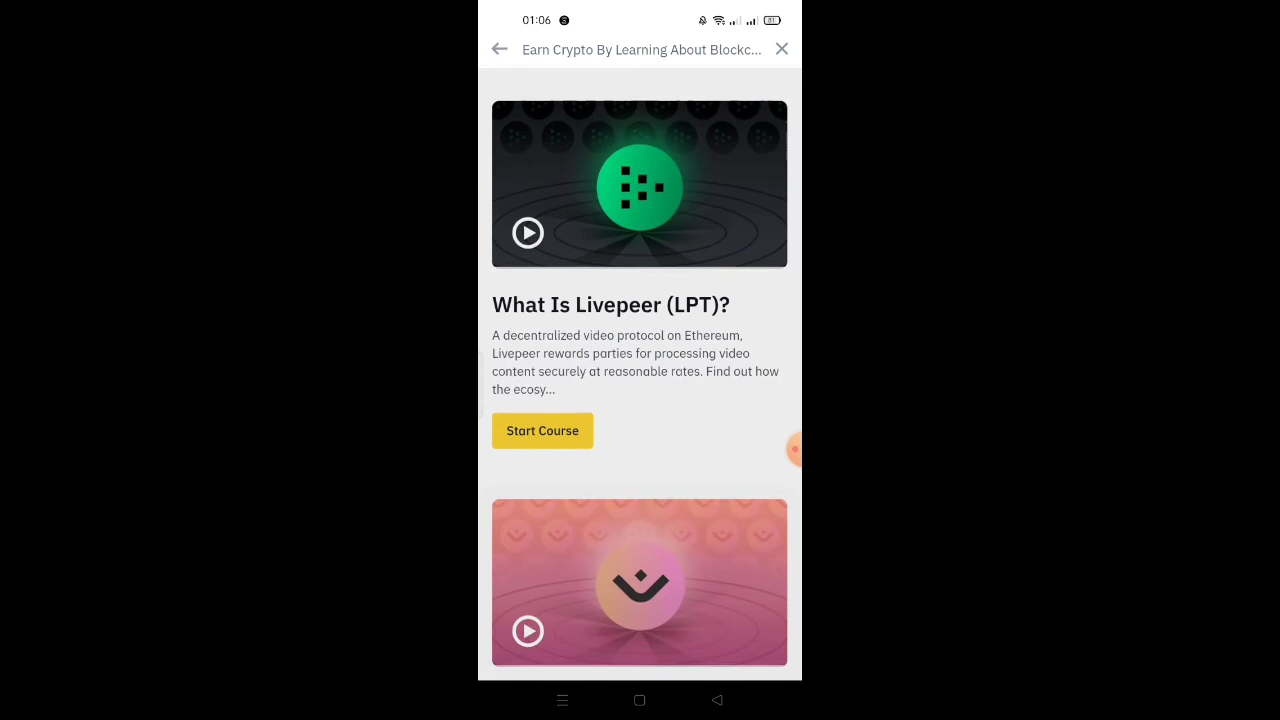 01:06
81
Earn Crypto By Learning About Blockc...
What Is Livepeer (LPT)?
A decentralized video protocol on Ethereum,
Livepeer rewards parties for processing video
content securely at reasonable rates. Find out how
the ecosy...
Start Course